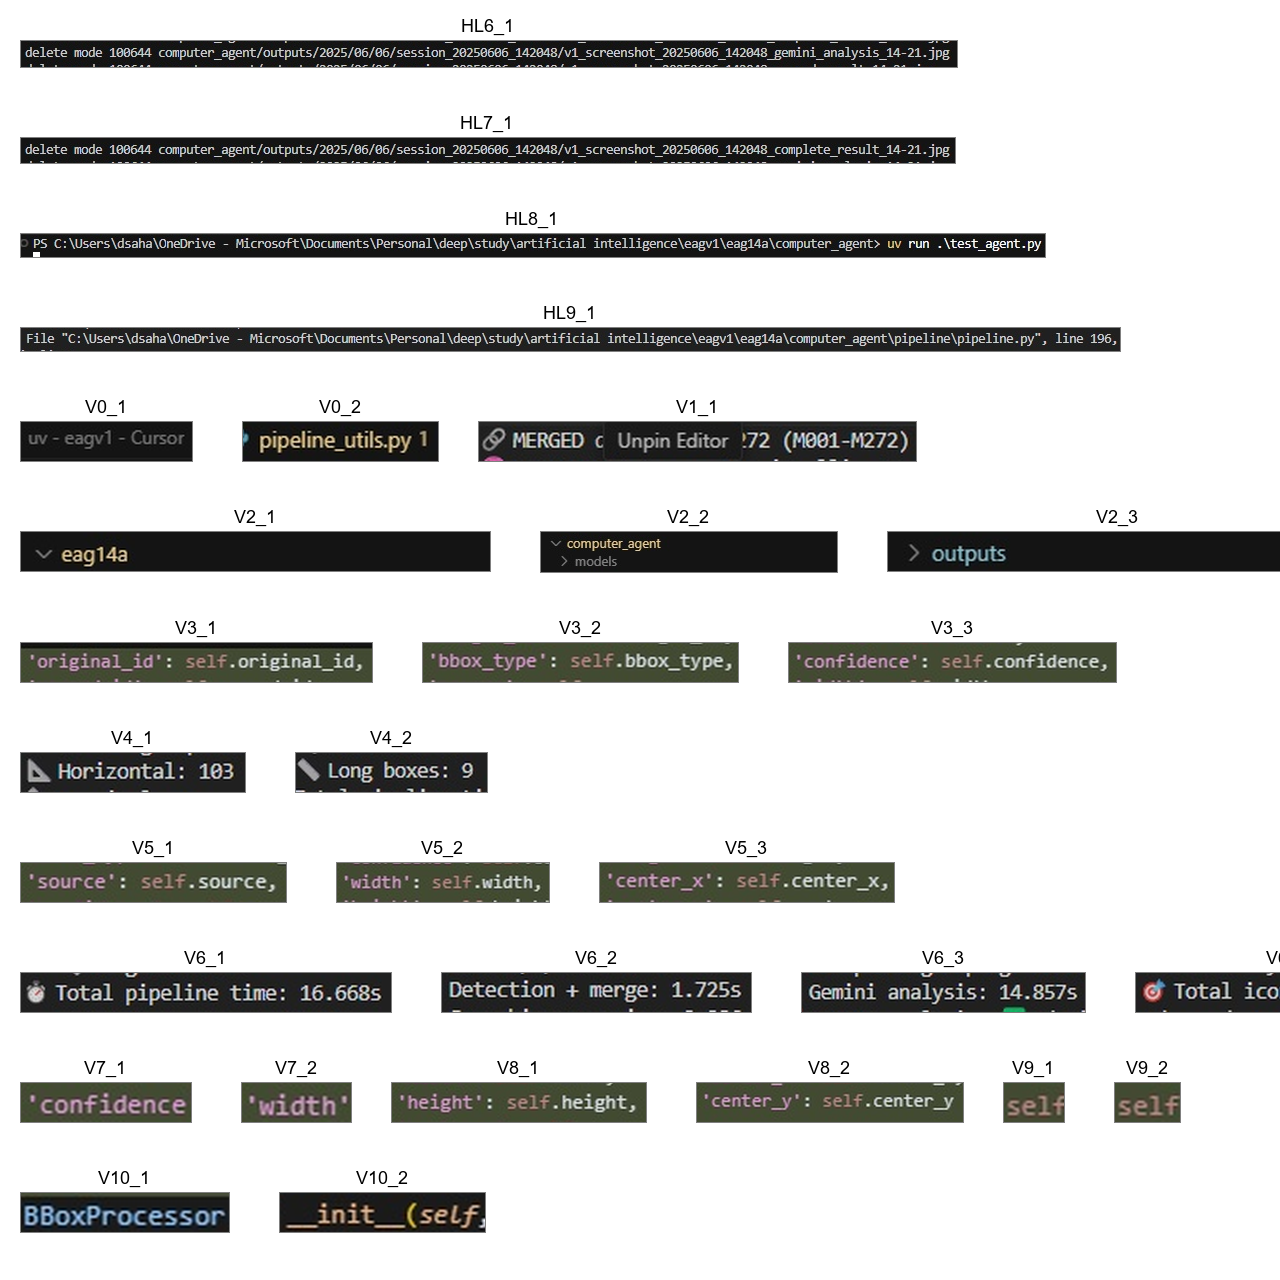 HL6_1
delete mode 100644 computer_agent/outputs/2025/06/06/session_20250606_142048/v1_screenshot_20250606_142048_gemini_analysis_14-21.jpg
HL7_1
delete mode 100644 computer_agent/outputs/2025/06/06/session_20250606_142048/v1_screenshot_20250606_142048_complete_result_14-21.jpg
HL8_1
PS C:\Users\dsaha\OneDrive - Microsoft\Documents\Personal\deep\study\artificial intelligence\eagv1\eag14a\computer_agent> uv run .\test_agent.py
HL9_1
File "C:\Users\dsaha\OneDrive - Microsoft\Documents\Personal\deep\study\artificial intelligence\eagv1\eag14a\computer_agent\pipeline\pipeline.py", line 196,
V0_1 V0_2 V1_1
uv - eagv1 - Cursor pipeline_utils.py 1 MERGED Unpin Editor 272 (M001-M272)
V2_1 V2_2 V2_3
eag14a computer_agent outputs
models
V3_1 V3_2 V3_3
'original_id': self.original_id, 'bbox_type': self.bbox_type, 'confidence': self.confidence,
V4_1 V4_2
Horizontal: 103 Long boxes: 9
V5_1 V5_2 V5_3
'source': self.source, 'width': self.width, 'center_x': self.center_x,
V6_1 V6_2 V6_3
Total pipeline time: 16.668s Detection + merge: 1.725s Gemini analysis: 14.857s Total ico
V7_1 V7_2 V8_1 V8_2 V9_1 V9_2
'confidence 'width' 'height': self.height, 'center_y': self.center_y self self
V10_1 V10_2
BBoxProcessor __init__(self,